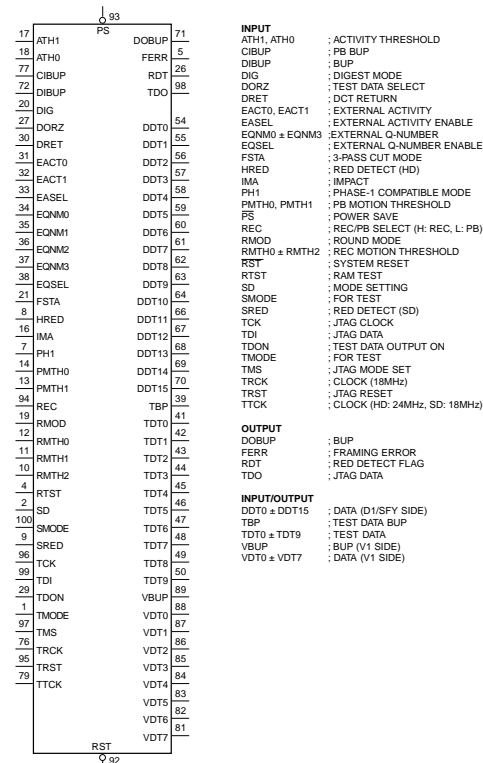 93
PS
17 ATH1
18 ATH0
77 CIBUP
72 DIBUP
20 DIG
27 DORZ
30 DRET
31 EACT0
32 EACT1
33 EASEL
34 EQNM0
35 EQNM1
36 EQNM2
37 EQNM3
38 EQSEL
21 FSTA
8 HRED
16 IMA
7 PH1
14 PMTH0
13 PMTH1
94 REC
19 RMOD
12 RMTH0
11 RMTH1
10 RMTH2
4 RTST
2 SD
100 SMODE
9 SRED
96 TCK
99 TDI
29 TDON
1 TMODE
97 TMS
76 TRCK
95 TRST
79 TTCK
DOBUP 71
FERR 5
RDT 26
TDO 98
DDT0 54
DDT1 55
DDT2 56
DDT3 57
DDT4 58
DDT5 59
DDT6 60
DDT7 61
DDT8 62
DDT9 63
DDT10 64
DDT11 66
DDT12 67
DDT13 68
DDT14 69
DDT15 70
TBP 39
TDT0 41
TDT1 42
TDT2 43
TDT3 44
TDT4 45
TDT5 46
TDT6 47
TDT7 48
TDT8 49
TDT9 50
VBUP 89
VDT0 88
VDT1 87
VDT2 86
VDT3 85
VDT4 84
VDT5 83
VDT6 82
VDT7 81
RST
92
INPUT
ATH1, ATH0 ; ACTIVITY THRESHOLD
CIBUP ; PB BUP
DIBUP ; BUP
DIG ; DIGEST MODE
DORZ ; TEST DATA SELECT
DRET ; DCT RETURN
EACT0, EACT1 ; EXTERNAL ACTIVITY
EASEL ; EXTERNAL ACTIVITY ENABLE
EQNM0 ± EQNM3 ;EXTERNAL Q-NUMBER
EQSEL ; EXTERNAL Q-NUMBER ENABLE
FSTA ; 3-PASS CUT MODE
HRED ; RED DETECT (HD)
IMA ; IMPACT
PH1 ; PHASE-1 COMPATIBLE MODE
PMTH0, PMTH1 ; PB MOTION THRESHOLD
PS ; POWER SAVE
REC ; REC/PB SELECT (H: REC, L: PB)
RMOD ; ROUND MODE
RMTH0 ± RMTH2 ; REC MOTION THRESHOLD
RST ; SYSTEM RESET
RTST ; RAM TEST
SD ; MODE SETTING
SMODE ; FOR TEST
SRED ; RED DETECT (SD)
TCK ; JTAG CLOCK
TDI ; JTAG DATA
TDON ; TEST DATA OUTPUT ON
TMODE ; FOR TEST
TMS ; JTAG MODE SET
TRCK ; CLOCK (18MHz)
TRST ; JTAG RESET
TTCK ; CLOCK (HD: 24MHz, SD: 18MHz)
OUTPUT
DOBUP ; BUP
FERR ; FRAMING ERROR
RDT ; RED DETECT FLAG
TDO ; JTAG DATA
INPUT/OUTPUT
DDT0 ± DDT15 ; DATA (D1/SFY SIDE)
TBP ; TEST DATA BUP
TDT0 ± TDT9 ; TEST DATA
VBUP ; BUP (V1 SIDE)
VDT0 ± VDT7 ; DATA (V1 SIDE)